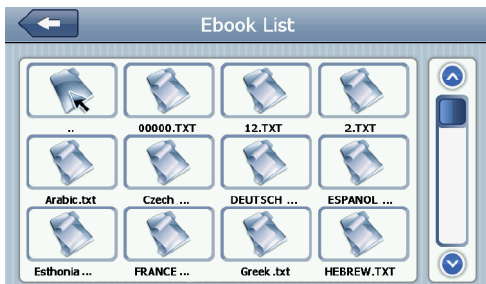 Ebook List
.. 00000.TXT 12.TXT 2.TXT
Arabic.txt Czech ... DEUTSCH ... ESPANOL ...
Esthonia ... FRANCE ... Greek .txt HEBREW.TXT